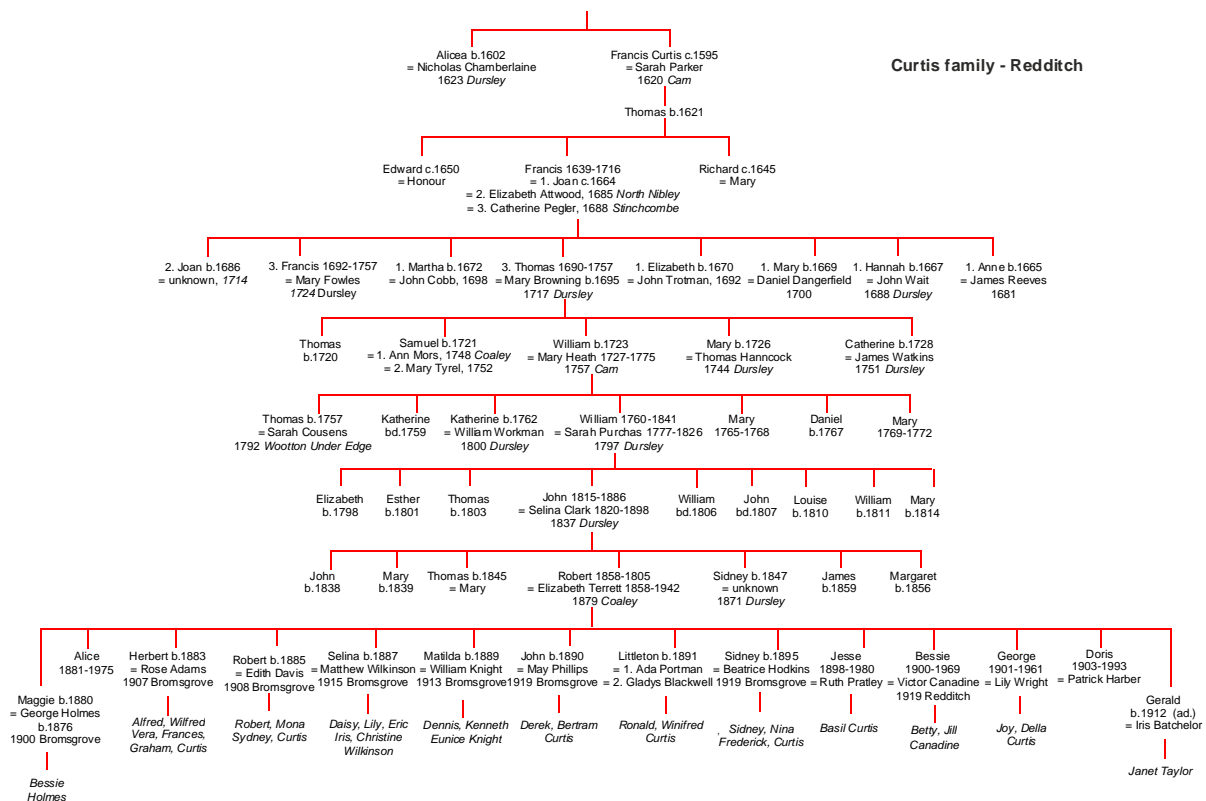 Curtis family - Redditch
Alicea b.1602
= Nicholas Chamberlaine
1623 Dursley
Francis Curtis c.1595
= Sarah Parker
1620 Cam
Thomas b.1621
Edward c.1650
= Honour
Francis 1639-1716
= 1. Joan c.1664
= 2. Elizabeth Attwood, 1685 North Nibley
= 3. Catherine Pegler, 1688 Stinchcombe
Richard c.1645
= Mary
2. Joan b.1686
= unknown, 1714
3. Francis 1692-1757
= Mary Fowles
1724 Dursley
1. Martha b.1672
= John Cobb, 1698
3. Thomas 1690-1757
= Mary Browning b.1695
1717 Dursley
1. Elizabeth b.1670
= John Trotman, 1692
1. Mary b.1669
= Daniel Dangerfield
1700
1. Hannah b.1667
= John Wait
1688 Dursley
1. Anne b.1665
= James Reeves
1681
Thomas
b.1720
Samuel b.1721
= 1. Ann Mors, 1748 Coaley
= 2. Mary Tyrel, 1752
William b.1723
= Mary Heath 1727-1775
1757 Cam
Mary b.1726
= Thomas Hanncock
1744 Dursley
Catherine b.1728
= James Watkins
1751 Dursley
Thomas b.1757
= Sarah Cousens
1792 Wootton Under Edge
Katherine
bd.1759
Katherine b.1762
= William Workman
1800 Dursley
William 1760-1841
= Sarah Purchas 1777-1826
1797 Dursley
Mary
1765-1768
Daniel
b.1767
Mary
1769-1772
Elizabeth
b.1798
Esther
b.1801
Thomas
b.1803
John 1815-1886
= Selina Clark 1820-1898
1837 Dursley
William
bd.1806
John
bd.1807
Louise
b.1810
William
b.1811
Mary
b.1814
John
b.1838
Mary
b.1839
Thomas b.1845
= Mary
Robert 1858-1805
= Elizabeth Terrett 1858-1942
1879 Coaley
Sidney b.1847
= unknown
1871 Dursley
James
b.1859
Margaret
b.1856
Maggie b.1880
= George Holmes
b.1876
1900 Bromsgrove
Alice
1881-1975
Herbert b.1883
= Rose Adams
1907 Bromsgrove
Robert b.1885
= Edith Davis
1908 Bromsgrove
Selina b.1887
= Matthew Wilkinson
1915 Bromsgrove
Matilda b.1889
= William Knight
1913 Bromsgrove
John b.1890
= May Phillips
1919 Bromsgrove
Littleton b.1891
= 1. Ada Portman
= 2. Gladys Blackwell
Sidney b.1895
= Beatrice Hodkins
1919 Bromsgrove
Jesse
1898-1980
= Ruth Pratley
Bessie
1900-1969
= Victor Canadine
1919 Redditch
George
1901-1961
= Lily Wright
Doris
1903-1993
= Patrick Harber
Gerald
b.1912 (ad.)
= Iris Batchelor
Bessie
Holmes
Alfred, Wilfred
Vera, Frances,
Graham, Curtis
Robert, Mona
Sydney, Curtis
Daisy, Lily, Eric
Iris, Christine
Wilkinson
Dennis, Kenneth
Eunice Knight
Derek, Bertram
Curtis
Ronald, Winifred
Curtis
, Sidney, Nina
Frederick, Curtis
Basil Curtis
Betty, Jill
Canadine
Joy, Della
Curtis
Janet Taylor